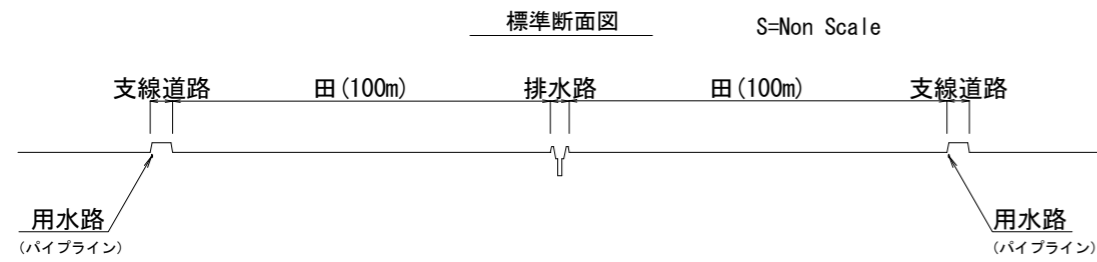 標準断面図 S=Non Scale
支線道路 田(100m) 排水路 田(100m) 支線道路
用水路 用水路
(パイプライン) (パイプライン)